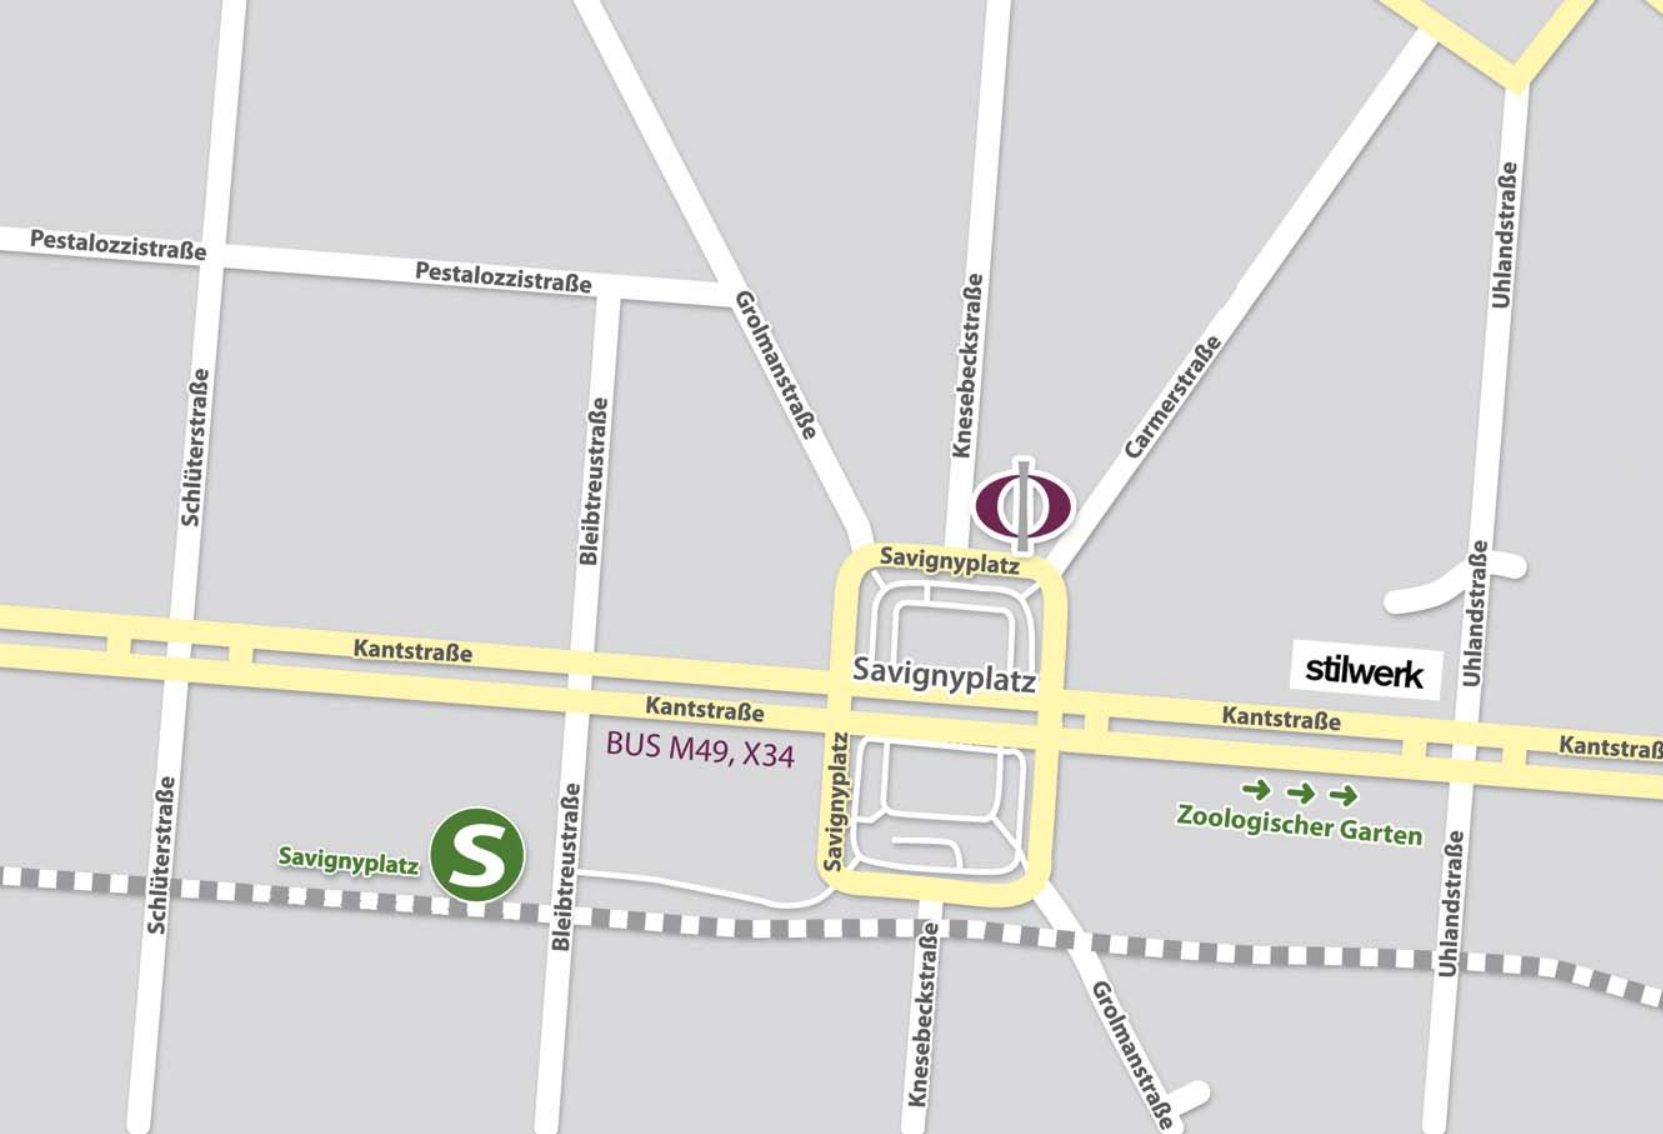 Pestalozzistraße
Pestalozzistraße
Grolmanstraße
Knesebeckstraße
Carmerstraße
Uhlandstraße
Schlüterstraße
Bleibtreustraße
Savignyplatz
Uhlandstraße
Kantstraße
Savignyplatz
stilwerk
Kantstraße
Kantstraße
Kantstraß
BUS M49, X34
Savignyplatz
Zoologischer Garten
Savignyplatz
S
Schlüterstraße
Bleibtreustraße
Uhlandstraße
Knesebeckstraße
Grolmanstraße